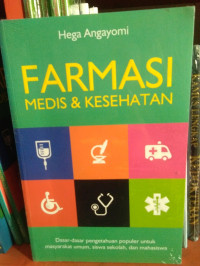 Hega Angayomi
FARMASI
MEDIS & KESEHATAN
Dasar-dasar pengetahuan populer untuk
masyarakat umum, siswa sekolah, dan mahasiswa